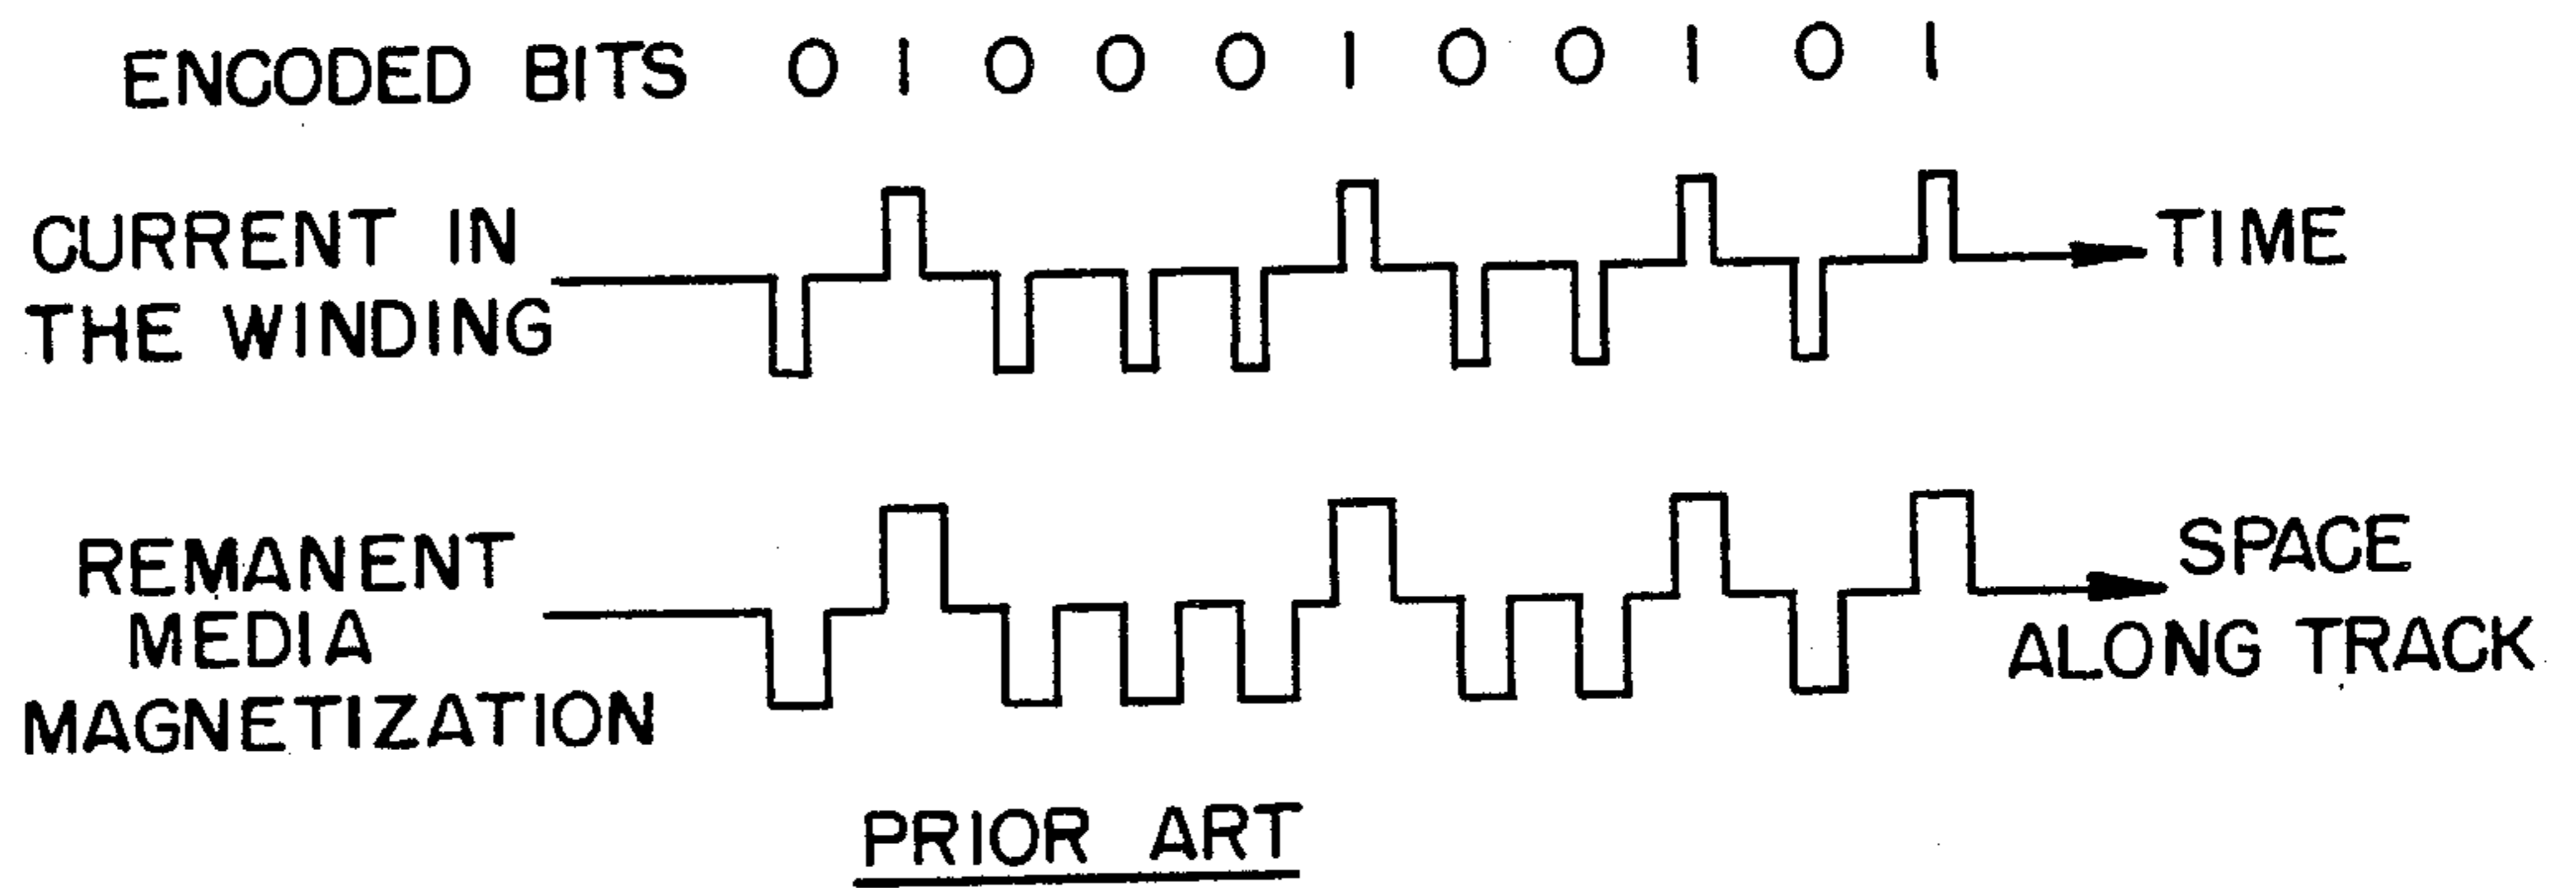 ENCODED BITS 0 1 0 0 0 1 0 0 1 0 1
CURRENT IN
THE WINDING
TIME
REMANENT
MEDIA
MAGNETIZATION
SPACE
ALONG TRACK
PRIOR ART